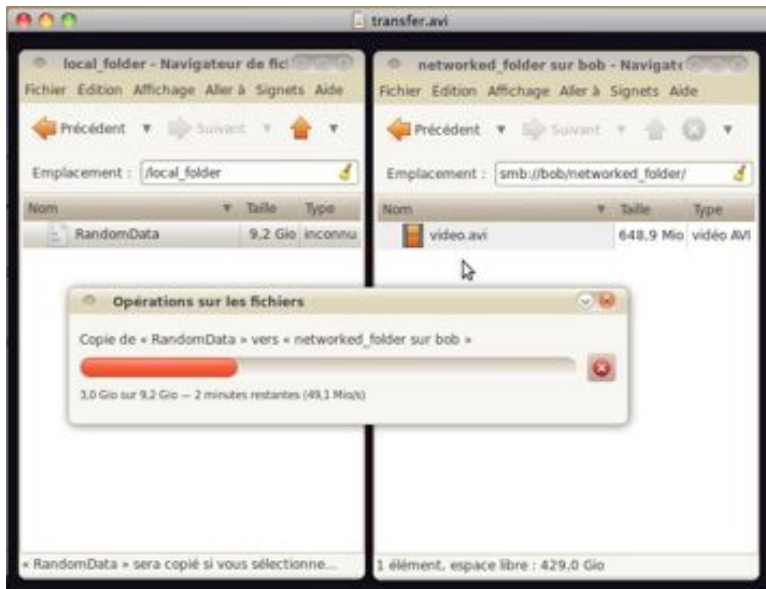 transfer.avi
local_folder - Navigateur de fic
Fichier Edition Affichage Aller à Signets Aide
Précédent Suivant
Emplacement : /local_folder
Nom Taille Type
RandomData 9,2 Gio inconnu
networked_folder sur bob - Navigate
Fichier Edition Affichage Aller à Signets Aide
Précédent Suivant
Emplacement : smb://bob/networked_folder/
Nom Taille Type
video.avi 648,9 Mio vidéo AVI
Opérations sur les fichiers
Copie de « RandomData » vers « networked_folder sur bob »
3,0 Gio sur 9,2 Gio — 2 minutes restantes (49,1 Mio/s)
« RandomData » sera copié si vous sélectionne...
1 élément, espace libre : 429,0 Gio